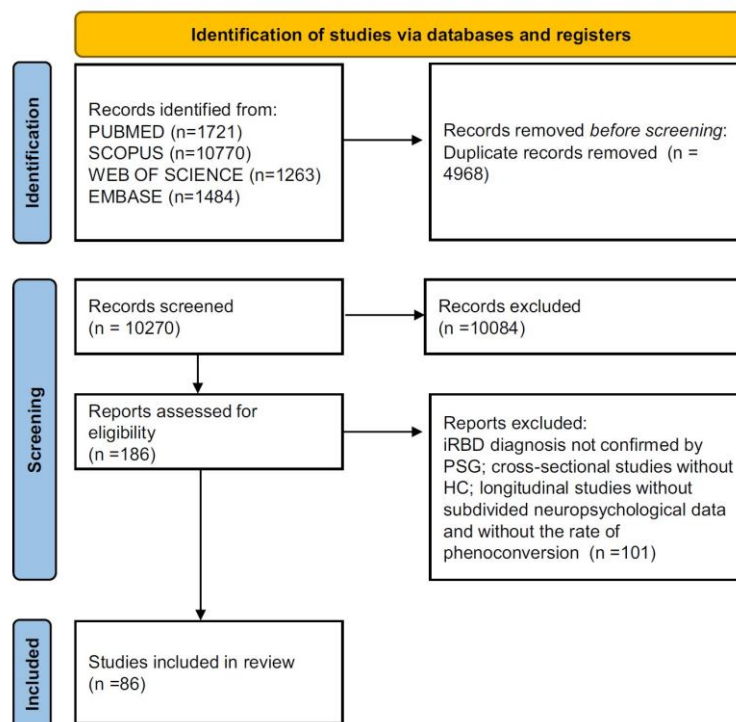 Identification of studies via databases and registers
Identification
Records identified from:
PUBMED (n=1721)
SCOPUS (n=10770)
WEB OF SCIENCE (n=1263)
EMBASE (n=1484)
Records removed before screening:
Duplicate records removed (n =
4968)
Screening
Records screened
(n = 10270)
Records excluded
(n =10084)
Reports assessed for
eligibility
(n =186)
Reports excluded:
iRBD diagnosis not confirmed by
PSG; cross-sectional studies without
HC; longitudinal studies without
subdivided neuropsychological data
and without the rate of
phenoconversion (n =101)
Included
Studies included in review
(n =86)